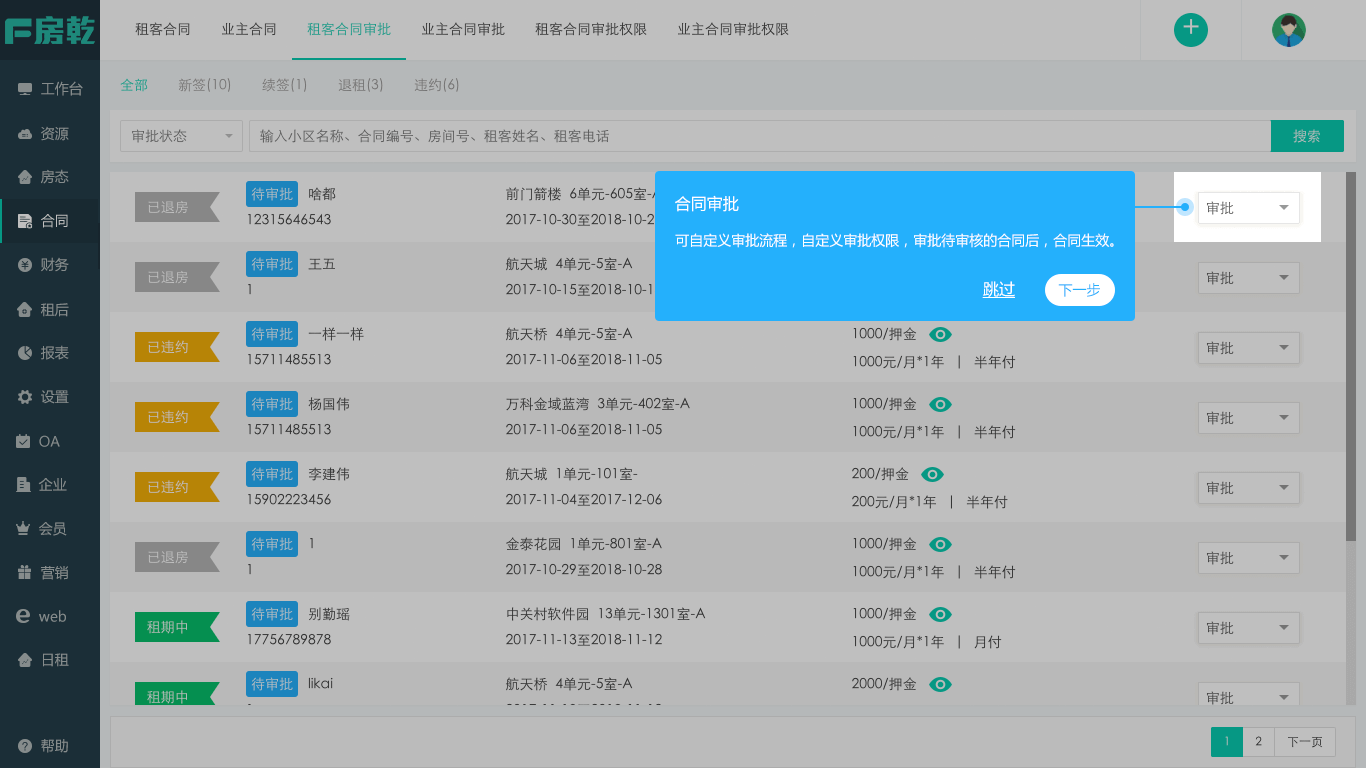 房乾
租客合同 业主合同 租客合同审批 业主合同审批 租客合同审批权限 业主合同审批权限
全部 新签(10) 续签(1) 退租(3) 违约(6)
审批状态 输入小区名称、合同编号、房间号、租客姓名、租客电话 搜索
工作台
资源
房态
合同
财务
租后
报表
设置
OA
企业
会员
营销
web
日租
帮助
已退房 待审批 啥都 前门箭楼 6单元-605室-
12315646543 2017-10-30至2018-10-2
审批
合同审批
可自定义审批流程，自定义审批权限，审批待审核的合同后，合同生效。
跳过 下一步
已退房 待审批 王五 航天城 4单元-5室-A
1 2017-10-15至2018-10-1
审批
已违约 待审批 一样一样 航天桥 4单元-5室-A 1000/押金
15711485513 2017-11-06至2018-11-05 1000元/月*1年 | 半年付
审批
已违约 待审批 杨国伟 万科金域蓝湾 3单元-402室-A 1000/押金
15711485513 2017-11-06至2018-11-05 1000元/月*1年 | 半年付
审批
已违约 待审批 李建伟 航天城 1单元-101室- 200/押金
15902223456 2017-11-04至2017-12-06 200元/月*1年 | 半年付
审批
已退房 待审批 1 金泰花园 1单元-801室-A 1000/押金
1 2017-10-29至2018-10-28 1000元/月*1年 | 半年付
审批
租期中 待审批 别勤瑶 中关村软件园 13单元-1301室-A 1000/押金
17756789878 2017-11-13至2018-11-12 1000元/月*1年 | 月付
审批
租期中 待审批 likai 航天桥 4单元-5室-A 2000/押金
审批
1 2 下一页